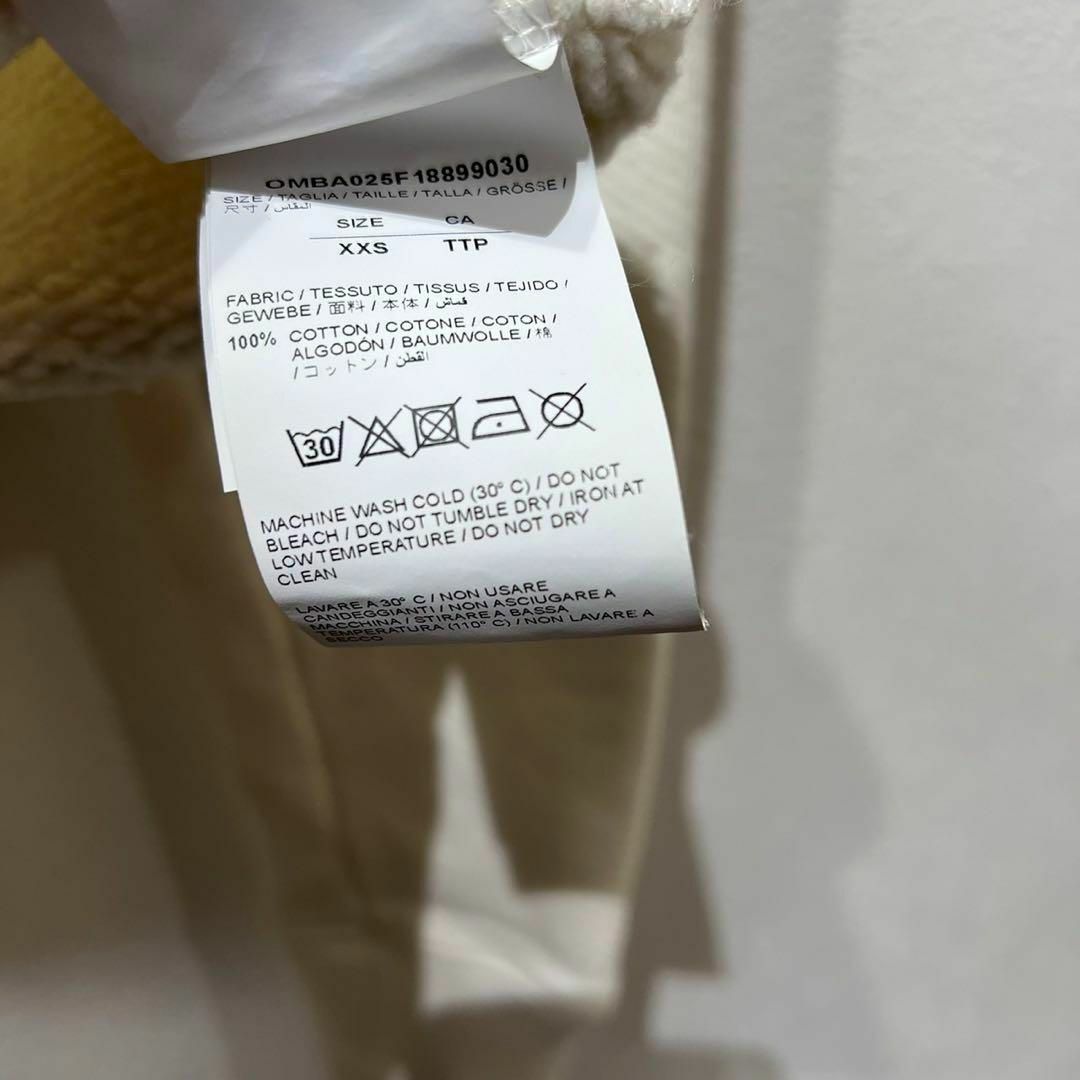 OMBA025F18899030
SIZE / TAGLIA / TAILLE / TALLA / GRÖSSE /
尺寸 / المقاس
SIZE CA
XXS TTP
FABRIC / TESSUTO / TISSUS / TEJIDO /
GEWEBE / 面料 / 本体 / قماش
100% COTTON / COTONE / COTON /
ALGODÓN / BAUMWOLLE / 棉
/ コットン / القطن
30
MACHINE WASH COLD (30° C) / DO NOT
BLEACH / DO NOT TUMBLE DRY / IRON AT
LOW TEMPERATURE / DO NOT DRY
CLEAN
LAVARE A 30° C / NON USARE
CANDEGGIANTI / NON ASCIUGARE A
MACCHINA / STIRARE A BASSA
TEMPERATURA (110° C) / NON LAVARE A
SECCO